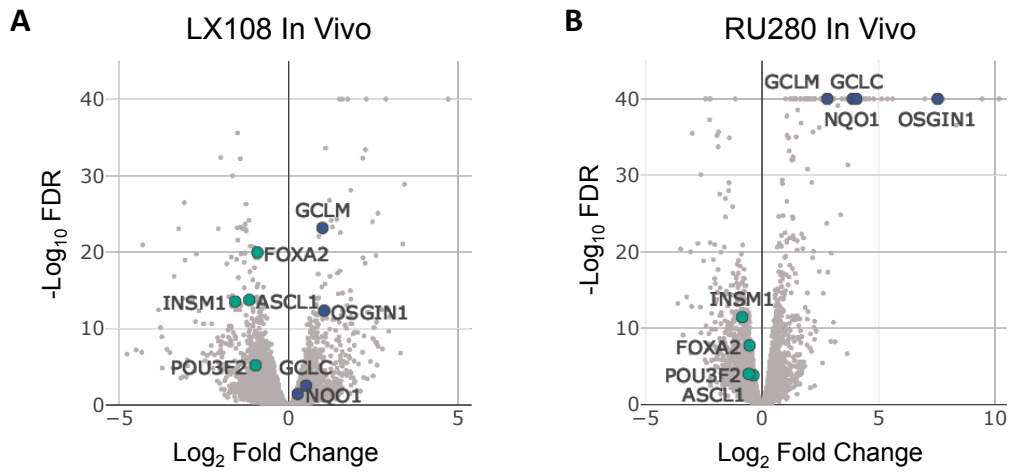 A
LX108 In Vivo
40
30
20
10
0
−5
0
5
-Log10 FDR
Log2 Fold Change
GCLM
FOXA2
INSM1
ASCL1
OSGIN1
POU3F2
GCLC
NQO1
B
RU280 In Vivo
40
30
20
10
0
−5
0
5
10
-Log10 FDR
Log2 Fold Change
GCLM GCLC
NQO1 OSGIN1
INSM1
FOXA2
POU3F2
ASCL1